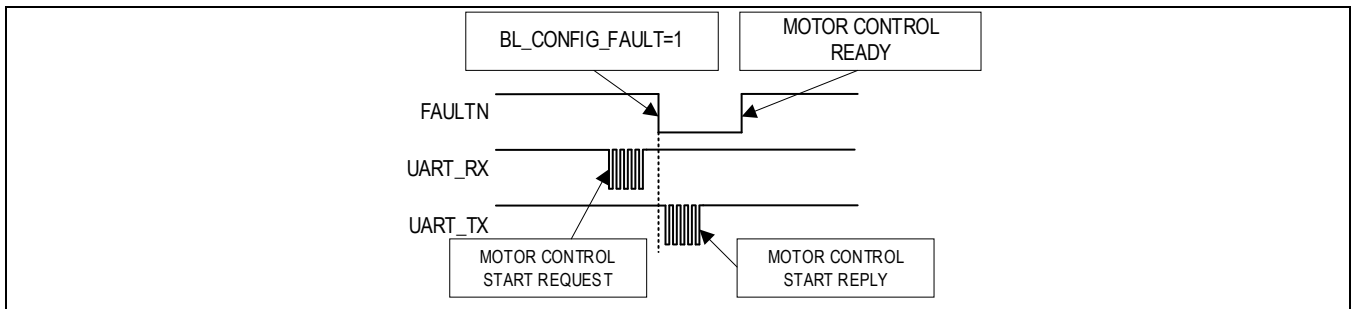 BL_CONFIG_FAULT=1
MOTOR CONTROL
READY
FAULTN
UART_RX
UART_TX
MOTOR CONTROL
START REQUEST
MOTOR CONTROL
START REPLY